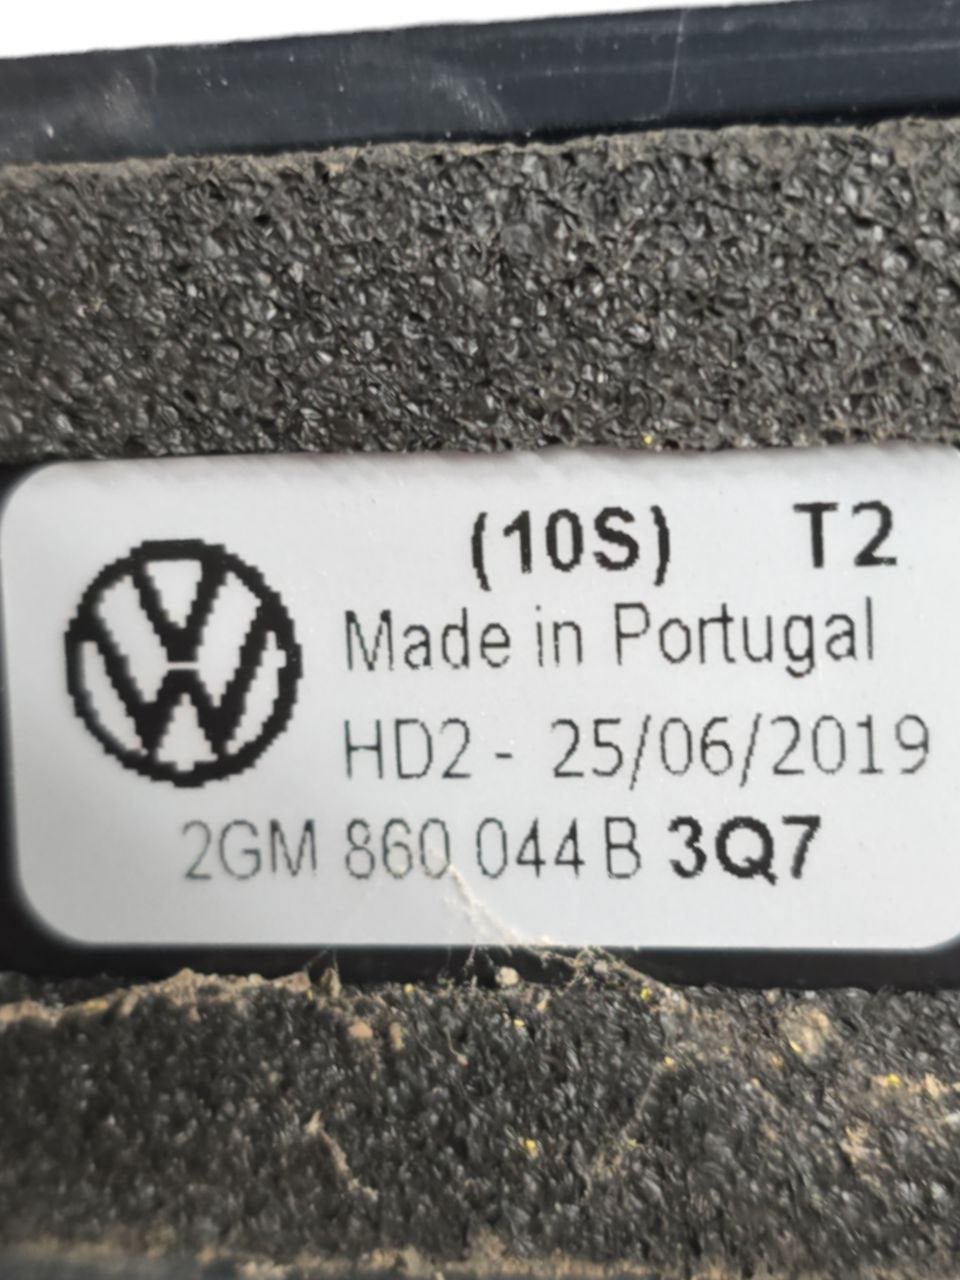 (10S) T2
Made in Portugal
HD2 - 25/06/2019
2GM 860 044 B 3Q7